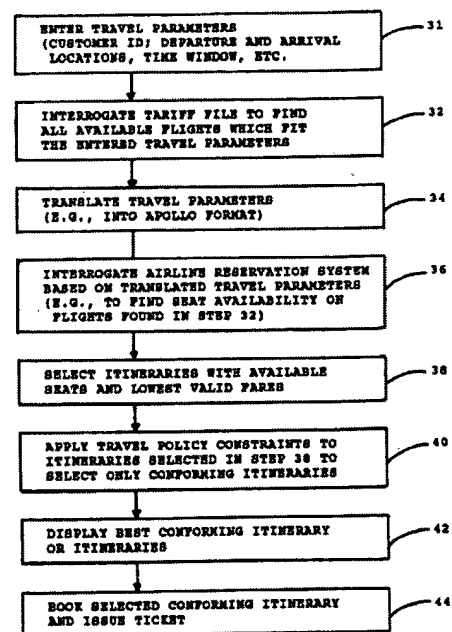 ENTER TRAVEL PARAMETERS
(CUSTOMER ID; DEPARTURE AND ARRIVAL
LOCATIONS, TIME WINDOW, ETC.
31
INTERROGATE TARIFF FILE TO FIND
ALL AVAILABLE FLIGHTS WHICH FIT
THE ENTERED TRAVEL PARAMETERS
32
TRANSLATE TRAVEL PARAMETERS
(E.G., INTO APOLLO FORMAT)
34
INTERROGATE AIRLINE RESERVATION SYSTEM
BASED ON TRANSLATED TRAVEL PARAMETERS
(E.G., TO FIND SEAT AVAILABILITY ON
FLIGHTS FOUND IN STEP 32)
36
SELECT ITINERARIES WITH AVAILABLE
SEATS AND LOWEST VALID FARES
38
APPLY TRAVEL POLICY CONSTRAINTS TO
ITINERARIES SELECTED IN STEP 38 TO
SELECT ONLY CONFORMING ITINERARIES
40
DISPLAY BEST CONFORMING ITINERARY
OR ITINERARIES
42
BOOK SELECTED CONFORMING ITINERARY
AND ISSUE TICKET
44